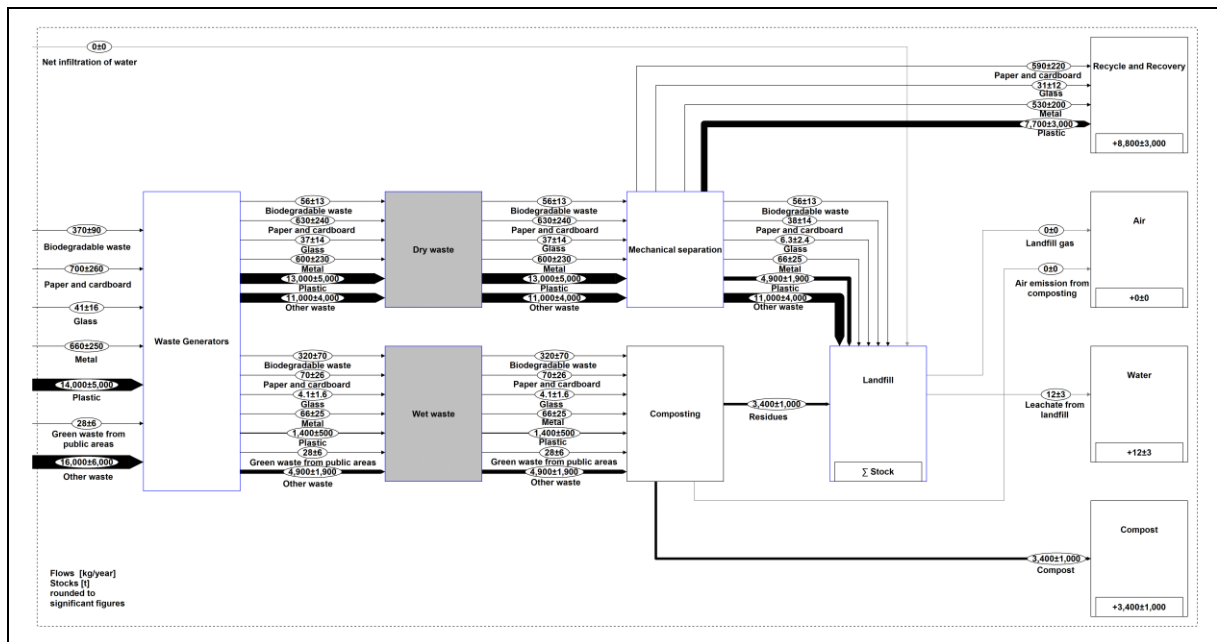 0±0
Net infiltration of water
590±220
Paper and cardboard
31±12
Glass
530±200
Metal
7,700±3,000
Plastic
Recycle and Recovery
+8,800±3,000
370±90
Biodegradable waste
700±260
Paper and cardboard
41±16
Glass
660±250
Metal
14,000±5,000
Plastic
28±6
Green waste from
public areas
16,000±6,000
Other waste
Waste Generators
56±13
Biodegradable waste
630±240
Paper and cardboard
37±14
Glass
600±230
Metal
13,000±5,000
Plastic
11,000±4,000
Other waste
Dry waste
56±13
Biodegradable waste
630±240
Paper and cardboard
37±14
Glass
600±230
Metal
13,000±5,000
Plastic
11,000±4,000
Other waste
Mechanical separation
56±13
Biodegradable waste
38±14
Paper and cardboard
6.3±2.4
Glass
66±25
Metal
4,900±1,900
Plastic
11,000±4,000
Other waste
320±70
Biodegradable waste
70±26
Paper and cardboard
4.1±1.6
Glass
66±25
Metal
1,400±500
Plastic
28±6
Green waste from public areas
4,900±1,900
Other waste
Wet waste
320±70
Biodegradable waste
70±26
Paper and cardboard
4.1±1.6
Glass
66±25
Metal
1,400±500
Plastic
28±6
Green waste from public areas
4,900±1,900
Other waste
Composting
3,400±1,000
Residues
Landfill
∑ Stock
0±0
Landfill gas
0±0
Air emission from
composting
Air
+0±0
12±3
Leachate from
landfill
Water
+12±3
3,400±1,000
Compost
Compost
+3,400±1,000
Flows [kg/year]
Stocks [t]
rounded to
significant figures